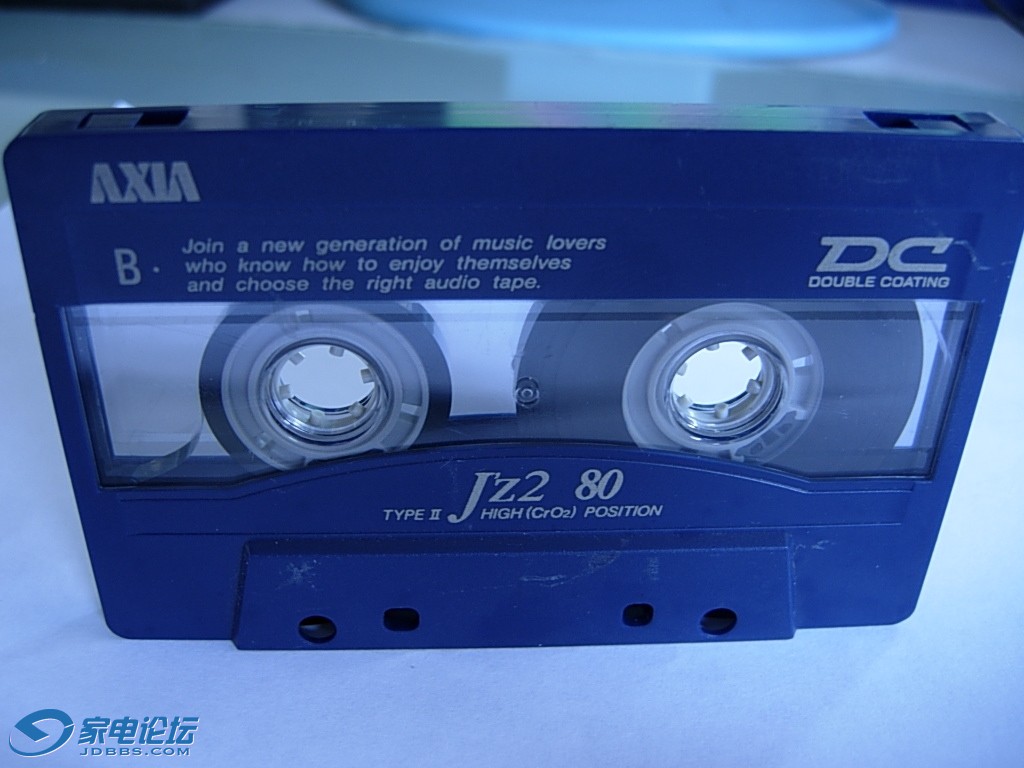 AXIA
B·
Join a new generation of music lovers
who know how to enjoy themselves
and choose the right audio tape.
DC
DOUBLE COATING
J'z2 80
TYPE II HIGH (CrO2) POSITION
家电论坛
JDBBS.COM